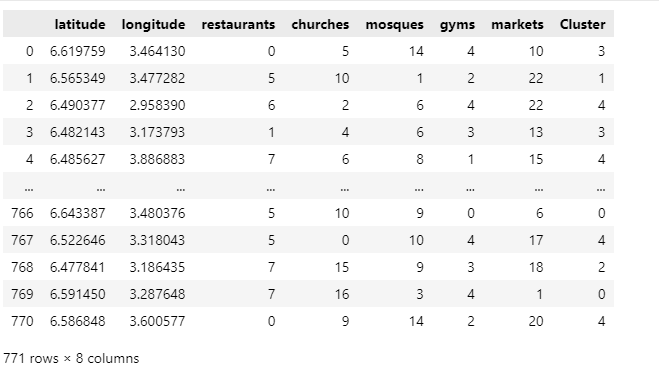 latitude longitude restaurants churches mosques gyms markets Cluster
0 6.619759 3.464130 0 5 14 4 10 3
1 6.565349 3.477282 5 10 1 2 22 1
2 6.490377 2.958390 6 2 6 4 22 4
3 6.482143 3.173793 1 4 6 3 13 3
4 6.485627 3.886883 7 6 8 1 15 4
... ... ... ... ... ... ... ... ...
766 6.643387 3.480376 5 10 9 0 6 0
767 6.522646 3.318043 5 0 10 4 17 4
768 6.477841 3.186435 7 15 9 3 18 2
769 6.591450 3.287648 7 16 3 4 1 0
770 6.586848 3.600577 0 9 14 2 20 4
771 rows × 8 columns